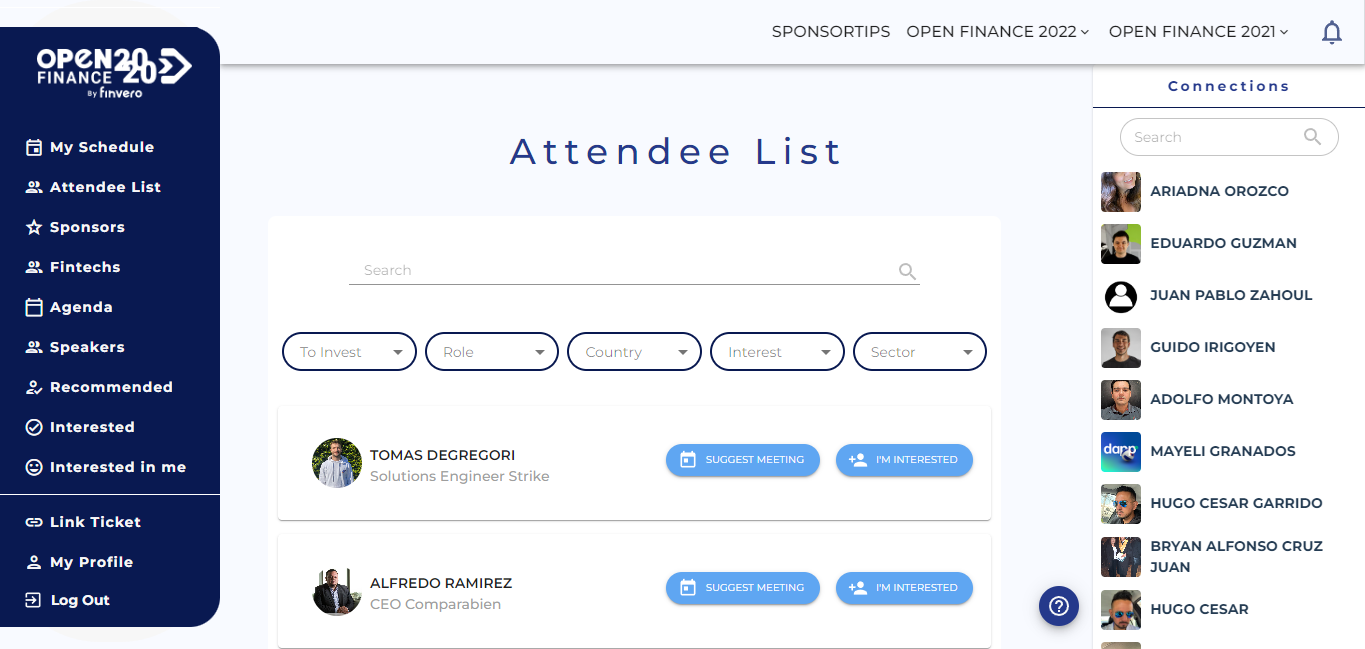 SPONSORTIPS OPEN FINANCE 2022 OPEN FINANCE 2021
OPEN 2020
FINANCE
By finvero
My Schedule
Attendee List
Sponsors
Fintechs
Agenda
Speakers
Recommended
Interested
Interested in me
Link Ticket
My Profile
Log Out
Attendee List
Search
To Invest Role Country Interest Sector
TOMAS DEGREGORI
Solutions Engineer Strike
SUGGEST MEETING I'M INTERESTED
ALFREDO RAMIREZ
CEO Comparabien
SUGGEST MEETING I'M INTERESTED
Connections
Search
ARIADNA OROZCO
EDUARDO GUZMAN
JUAN PABLO ZAHOUL
GUIDO IRIGOYEN
ADOLFO MONTOYA
dapp
MAYELI GRANADOS
HUGO CESAR GARRIDO
BRYAN ALFONSO CRUZ
JUAN
HUGO CESAR